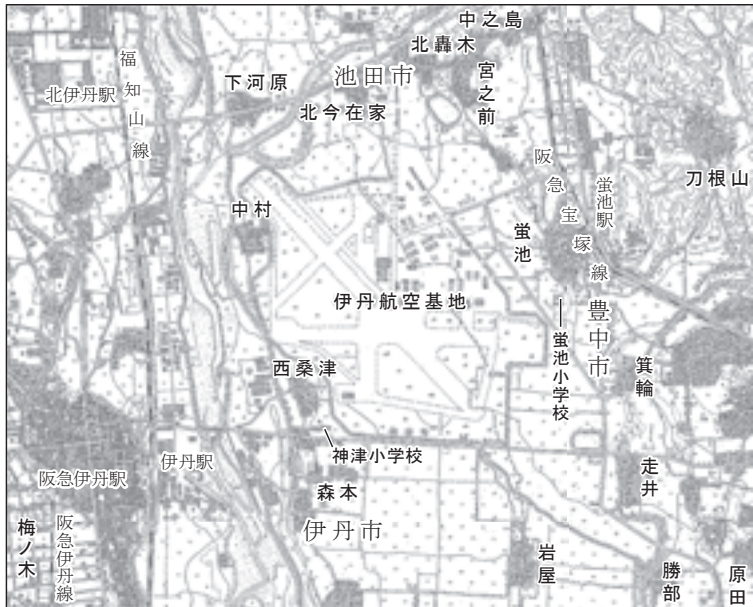 中之島
北轟木
福知山線
池田市
宮之前
下河原
北伊丹駅
北今在家
阪急宝塚線
蛍池駅
刀根山
中村
蛍池
伊丹航空基地
豊中市
蛍池小学校
箕輪
西桑津
神津小学校
伊丹駅
走井
阪急伊丹駅
森本
伊丹市
梅ノ木
阪急伊丹線
岩屋
勝部
原田